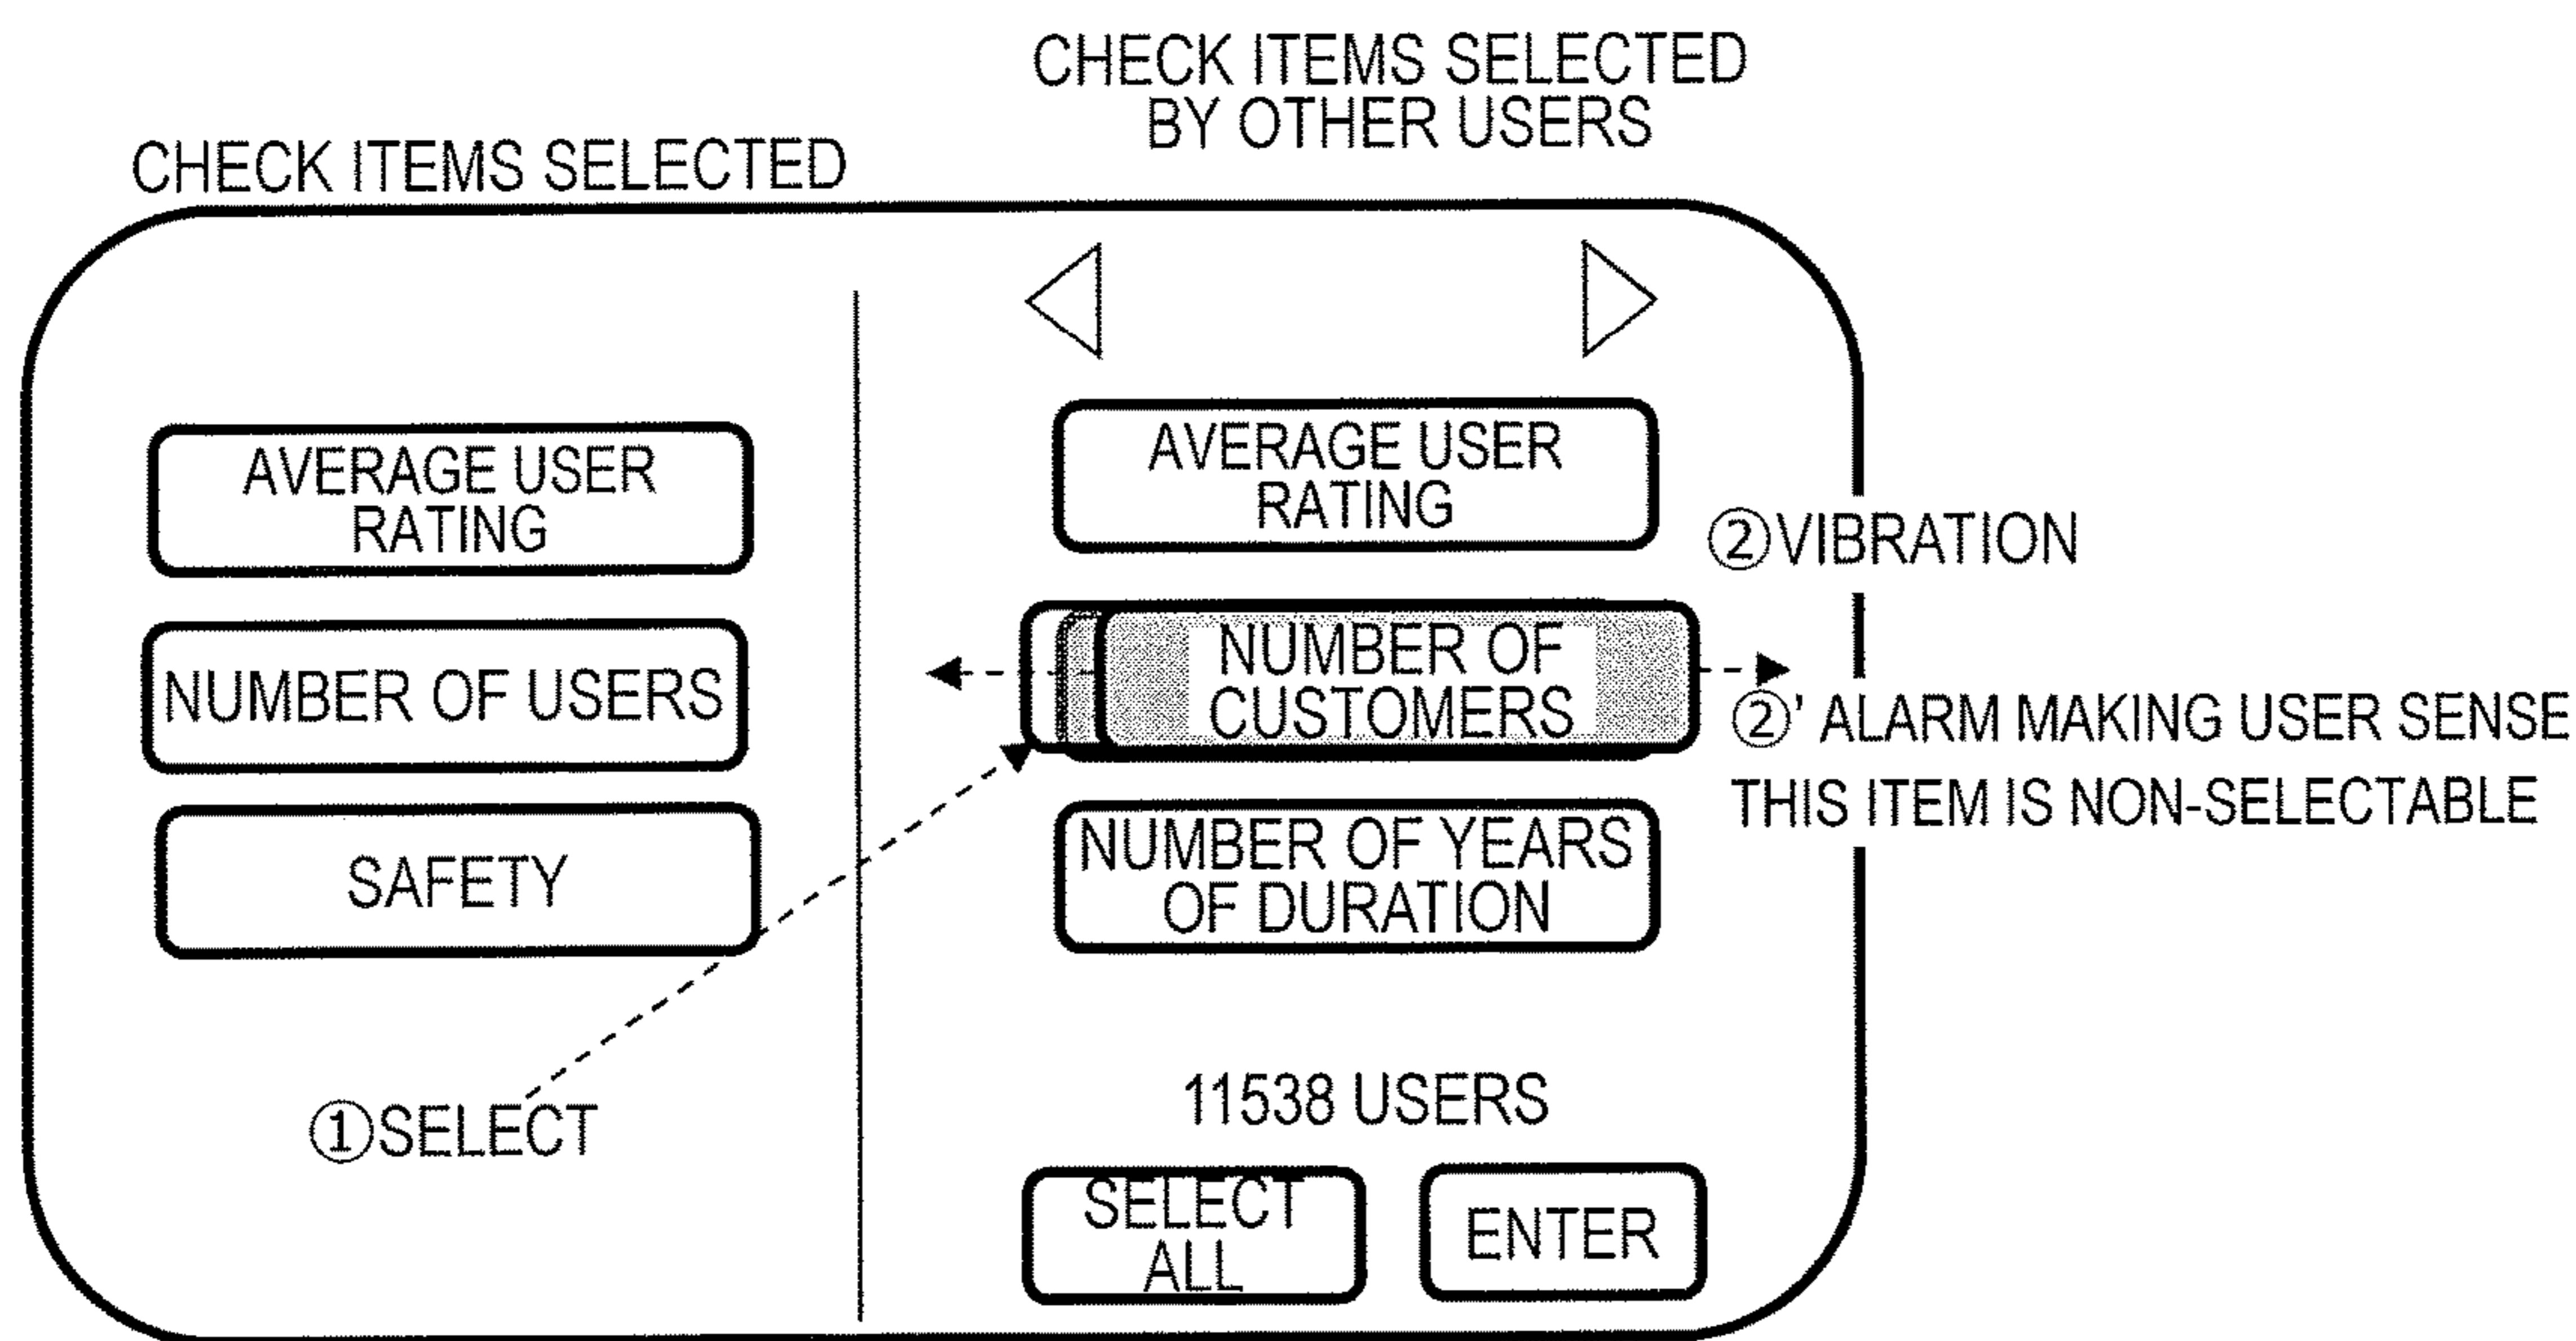 CHECK ITEMS SELECTED
CHECK ITEMS SELECTED
BY OTHER USERS
AVERAGE USER
RATING
NUMBER OF USERS
SAFETY
①SELECT
AVERAGE USER
RATING
②VIBRATION
NUMBER OF
CUSTOMERS
②' ALARM MAKING USER SENSE
THIS ITEM IS NON-SELECTABLE
NUMBER OF YEARS
OF DURATION
11538 USERS
SELECT
ALL
ENTER